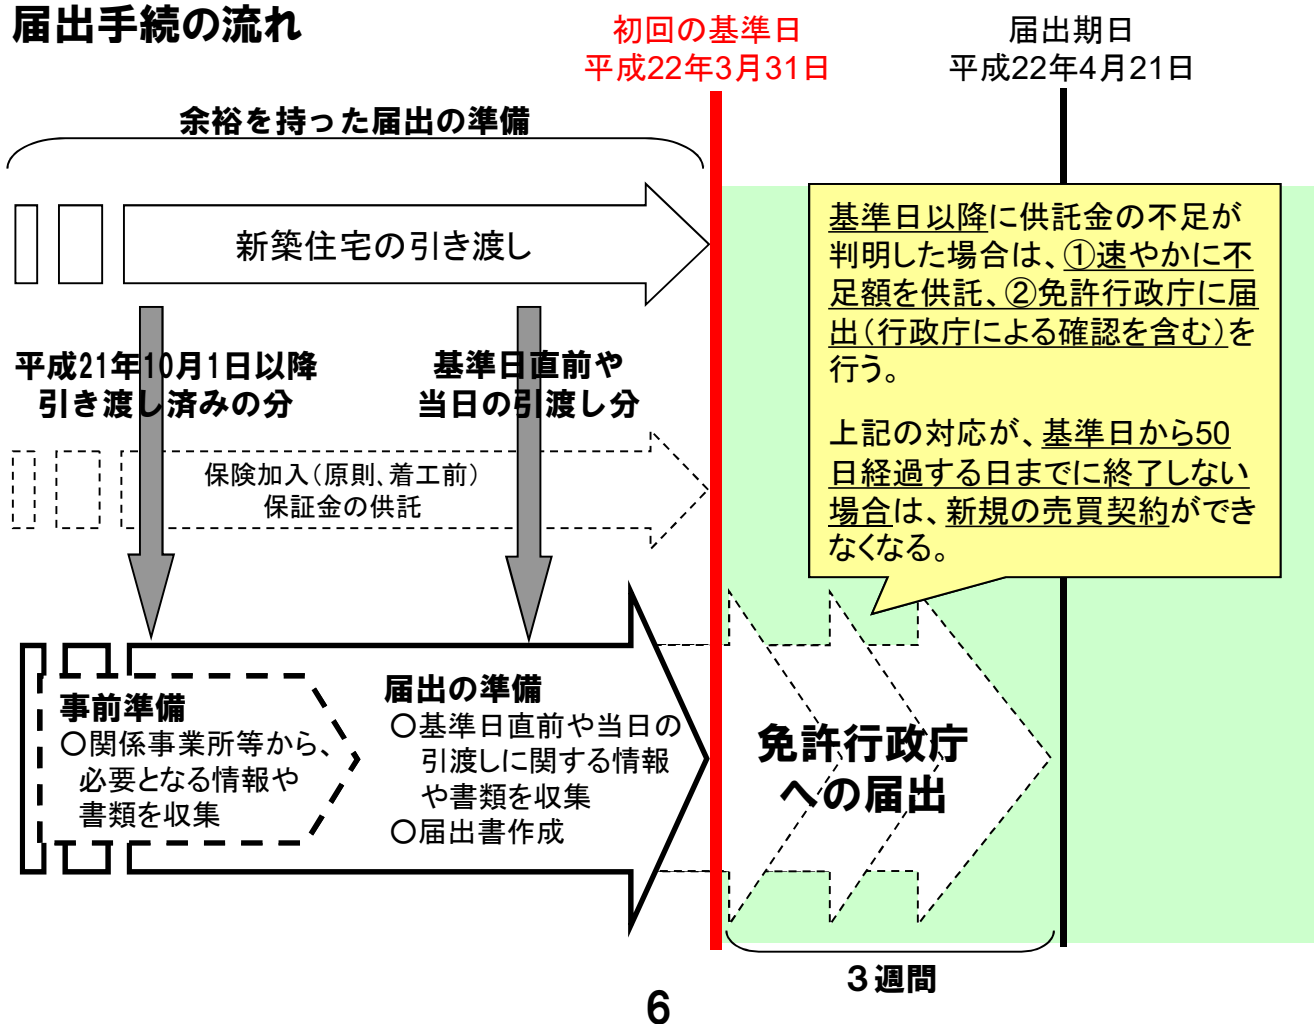 届出手続の流れ
初回の基準日
平成22年3月31日
届出期日
平成22年4月21日
余裕を持った届出の準備
新築住宅の引き渡し
平成21年10月1日以降
引き渡し済みの分
基準日直前や
当日の引渡し分
保険加入(原則、着工前)
保証金の供託
基準日以降に供託金の不足が
判明した場合は、①速やかに不
足額を供託、②免許行政庁に届
出(行政庁による確認を含む)を
行う。
上記の対応が、基準日から50
日経過する日までに終了しない
場合は、新規の売買契約ができ
なくなる。
事前準備
○関係事業所等から、
必要となる情報や
書類を収集
届出の準備
○基準日直前や当日の
引渡しに関する情報
や書類を収集
○届出書作成
免許行政庁
への届出
3週間
6